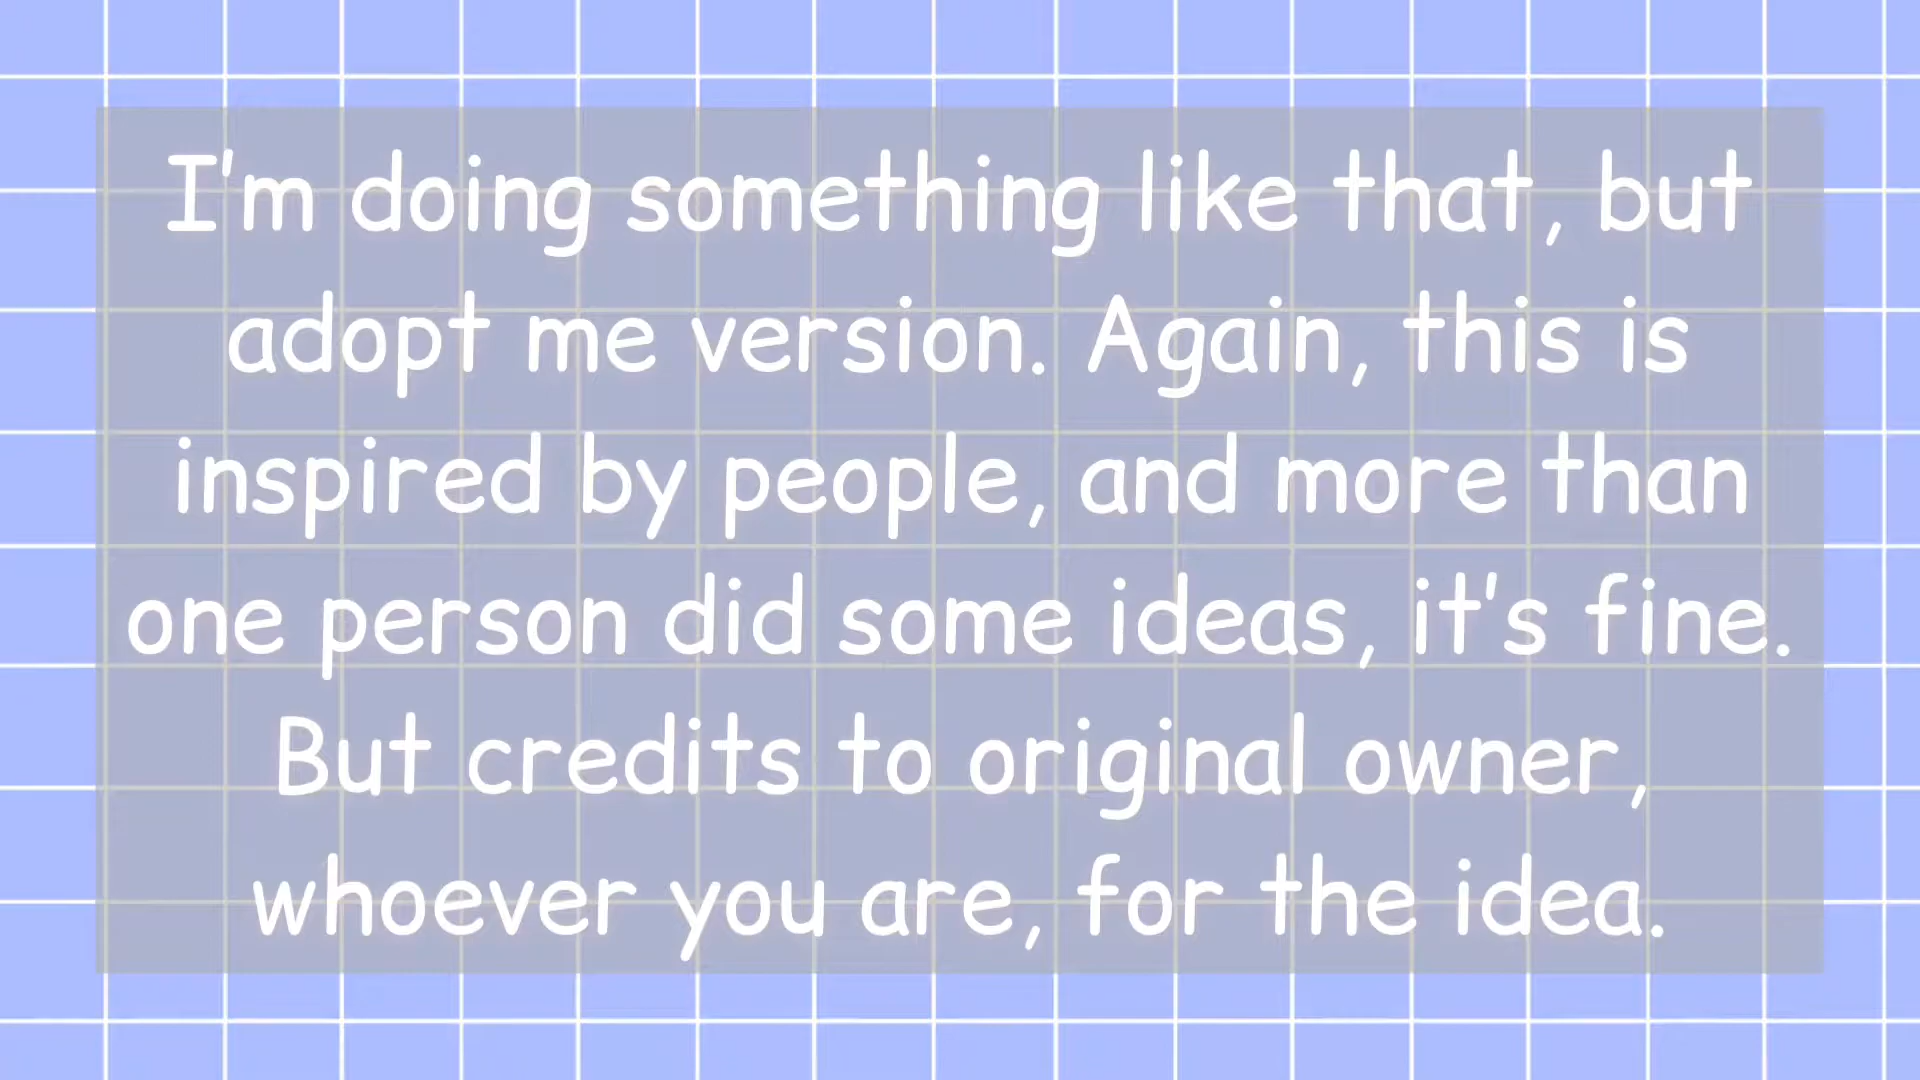 I'm doing something like that, but
adopt me version. Again, this is
inspired by people, and more than
one person did some ideas, it's fine.
But credits to original owner,
whoever you are, for the idea.